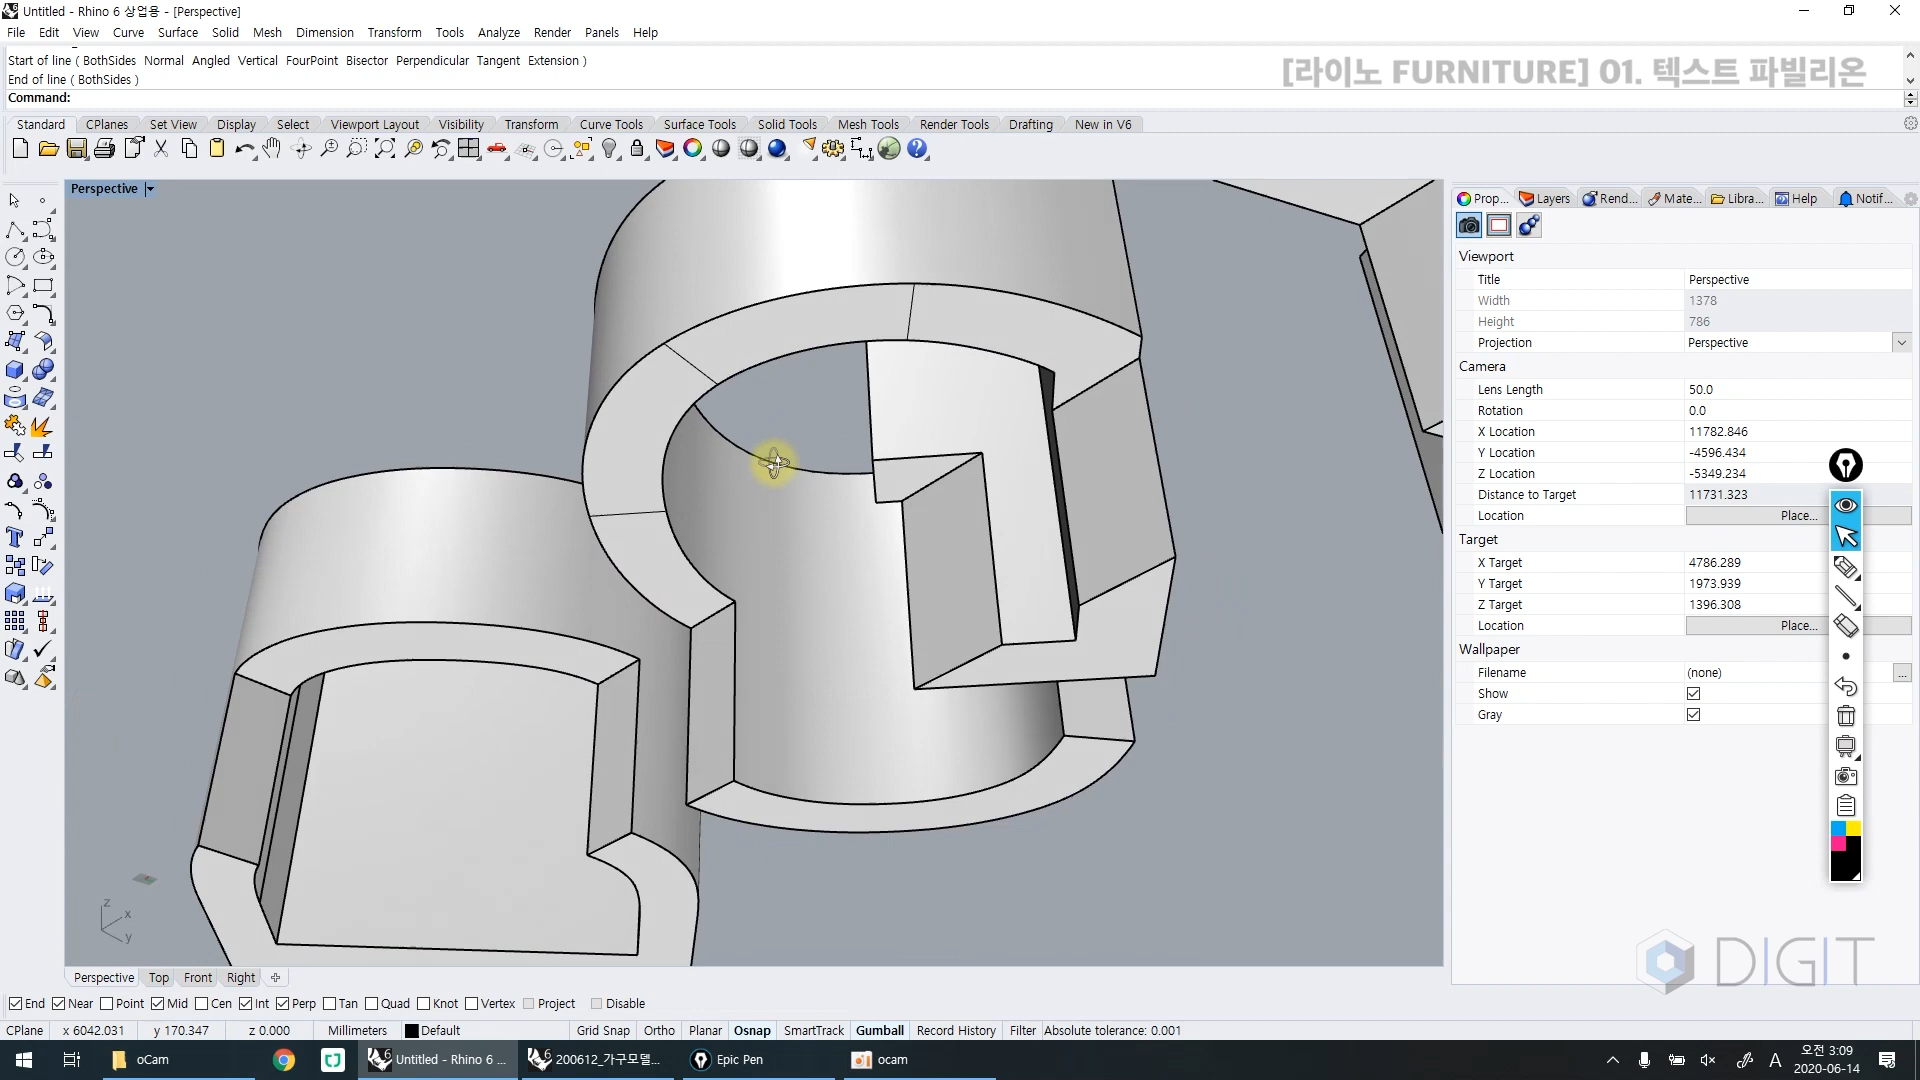 Untitled - Rhino 6 상업용 - [Perspective]
File Edit View Curve Surface Solid Mesh Dimension Transform Tools Analyze Render Panels Help
Start of line ( BothSides Normal Angled Vertical FourPoint Bisector Perpendicular Tangent Extension )
End of line ( BothSides )
Command:
[라이노 FURNITURE] 01. 텍스트 파빌리온
Standard CPlanes Set View Display Select Viewport Layout Visibility Transform Curve Tools Surface Tools Solid Tools Mesh Tools Render Tools Drafting New in V6
Perspective
Prop... Layers Rend... Mate... Libra... Help Notif...
Viewport
Title Perspective
Width 1378
Height 786
Projection Perspective
Camera
Lens Length 50.0
Rotation 0.0
X Location 11782.846
Y Location -4596.434
Z Location -5349.234
Distance to Target 11731.323
Location Place...
Target
X Target 4786.289
Y Target 1973.939
Z Target 1396.308
Location Place...
Wallpaper
Filename (none) ...
Show
Gray
z
x
y
DIGIT
Perspective Top Front Right
End Near Point Mid Cen Int Perp Tan Quad Knot Vertex Project Disable
CPlane x 6042.031 y 170.347 z 0.000 Millimeters Default Grid Snap Ortho Planar Osnap SmartTrack Gumball Record History Filter Absolute tolerance: 0.001
oCam Untitled - Rhino 6 ... 200612_가구모델... Epic Pen ocam A 오전 3:09
2020-06-14